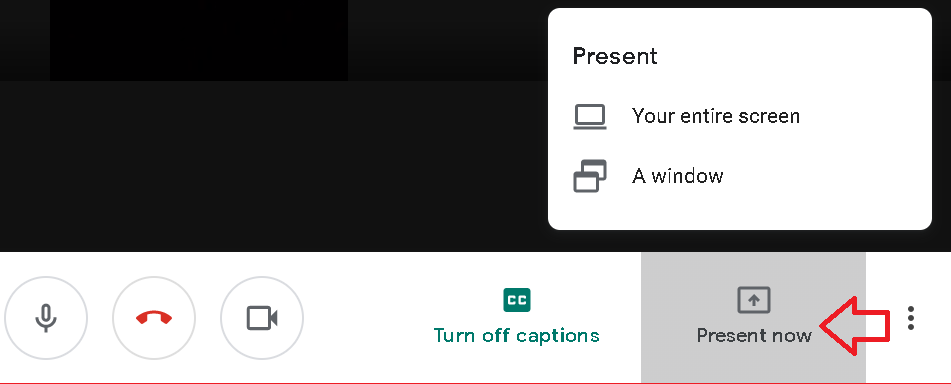 Present
Your entire screen
A window
CC
Turn off captions
Present now